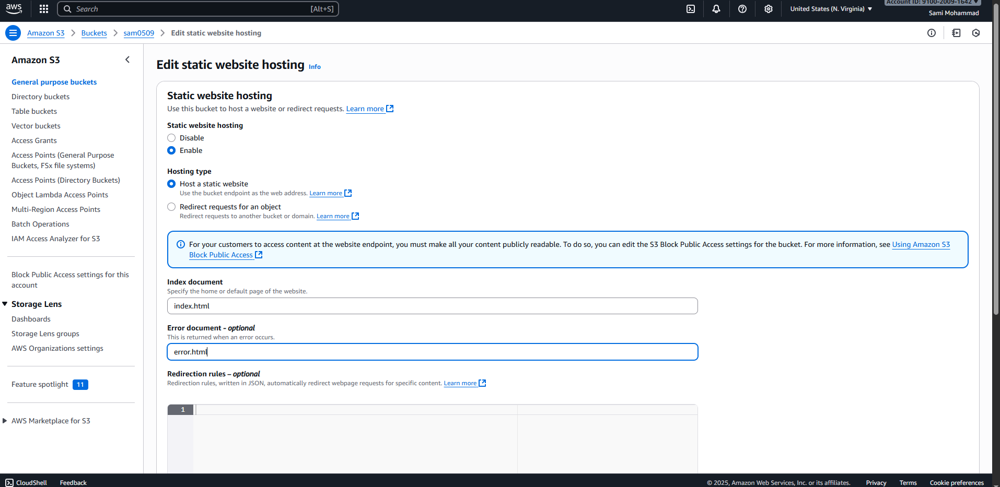 aws
Search [Alt+S]
United States (N. Virginia)
Account ID: 9100-2009-1642
Sami Mohammad
Amazon S3 > Buckets > sam0509 > Edit static website hosting
Amazon S3
General purpose buckets
Directory buckets
Table buckets
Vector buckets
Access Grants
Access Points (General Purpose
Buckets, FSx file systems)
Access Points (Directory Buckets)
Object Lambda Access Points
Multi-Region Access Points
Batch Operations
IAM Access Analyzer for S3
Block Public Access settings for this
account
Storage Lens
Dashboards
Storage Lens groups
AWS Organizations settings
Feature spotlight 11
AWS Marketplace for S3
Edit static website hosting Info
Static website hosting
Use this bucket to host a website or redirect requests. Learn more
Static website hosting
Disable
Enable
Hosting type
Host a static website
Use the bucket endpoint as the web address. Learn more
Redirect requests for an object
Redirect requests to another bucket or domain. Learn more
For your customers to access content at the website endpoint, you must make all your content publicly readable. To do so, you can edit the S3 Block Public Access settings for the bucket. For more information, see Using Amazon S3
Block Public Access
Index document
Specify the home or default page of the website.
index.html
Error document - optional
This is returned when an error occurs.
error.html
Redirection rules – optional
Redirection rules, written in JSON, automatically redirect webpage requests for specific content. Learn more
1
CloudShell Feedback © 2025, Amazon Web Services, Inc. or its affiliates. Privacy Terms Cookie preferences